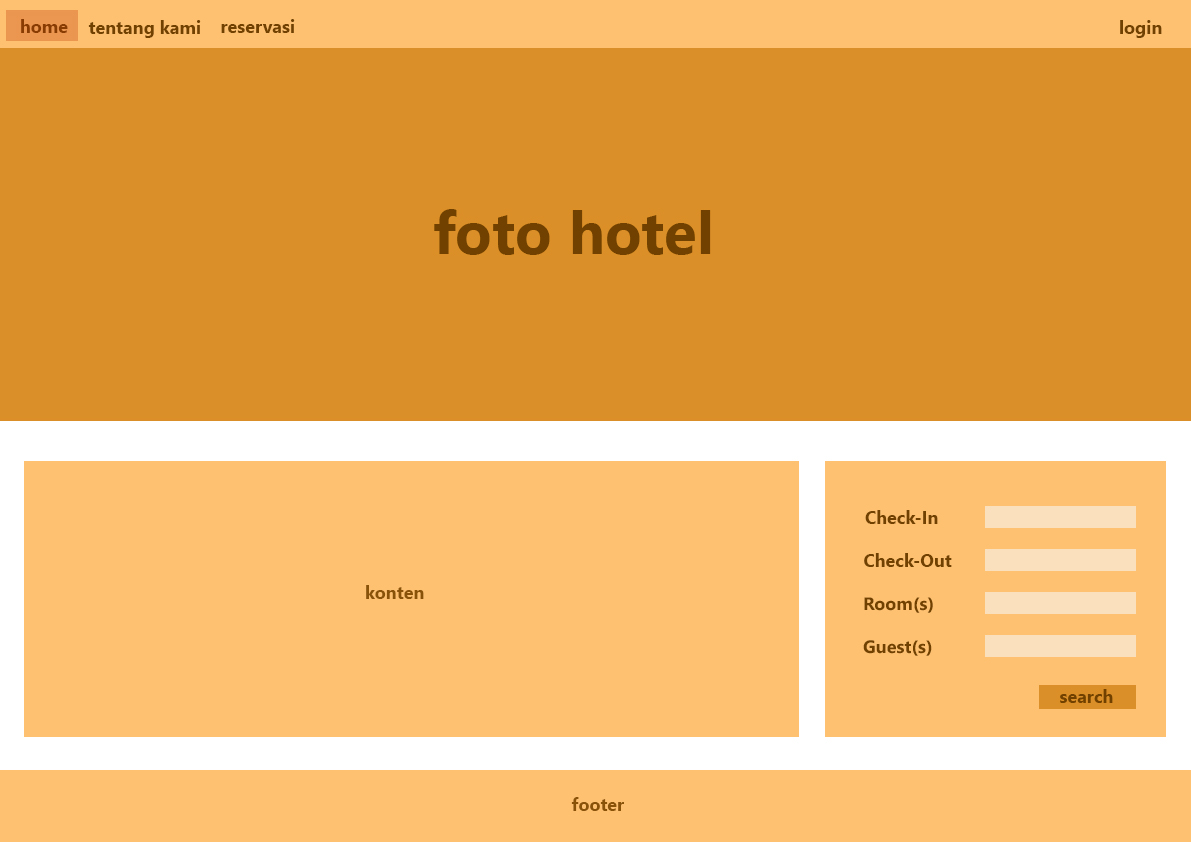 home tentang kami reservasi login
foto hotel
konten
Check-In
Check-Out
Room(s)
Guest(s)
search
footer